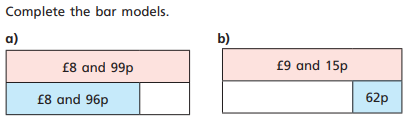 Complete the bar models.
a)
£8 and 99p
£8 and 96p
b)
£9 and 15p
62p